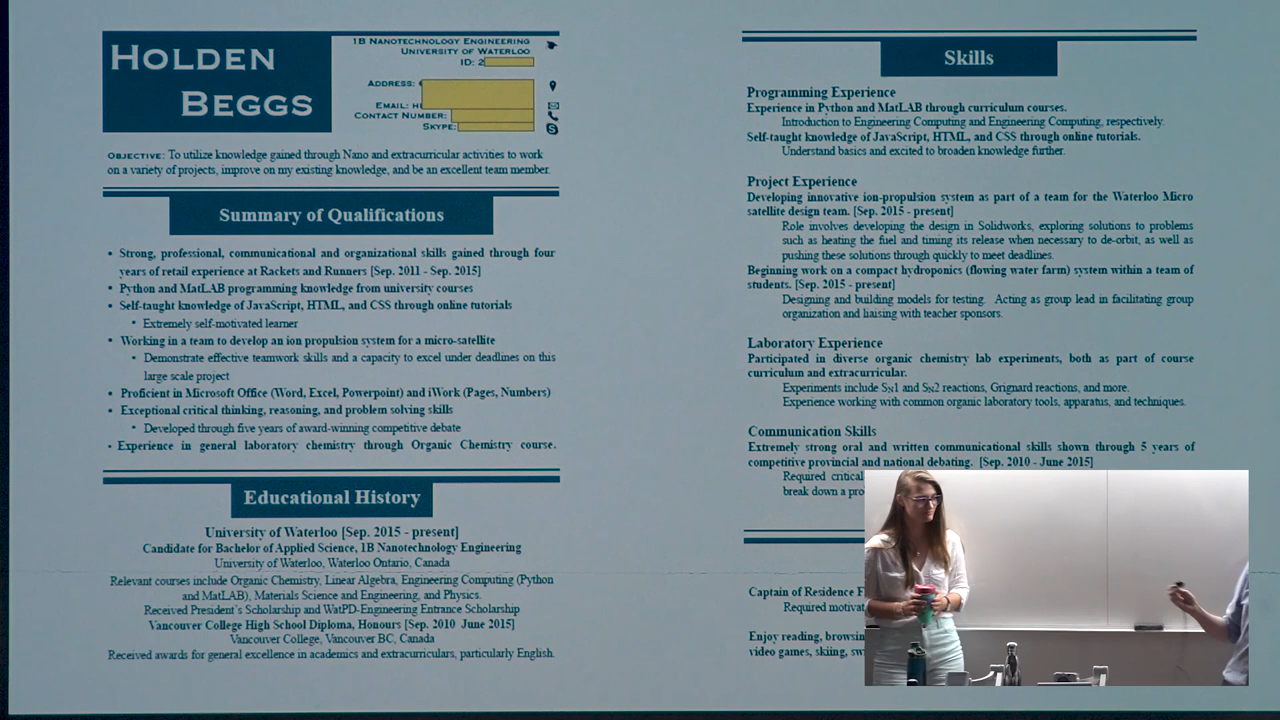 HOLDEN
BEGGS
1B NANOTECHNOLOGY ENGINEERING
UNIVERSITY OF WATERLOO
ID: 2
ADDRESS:
EMAIL: HI
CONTACT NUMBER:
SKYPE:
OBJECTIVE: To utilize knowledge gained through Nano and extracurricular activities to work
on a variety of projects, improve on my existing knowledge, and be an excellent team member.
Summary of Qualifications
• Strong, professional, communicational and organizational skills gained through four
years of retail experience at Rackets and Runners [Sep. 2011 - Sep. 2015]
• Python and MatLAB programming knowledge from university courses
• Self-taught knowledge of JavaScript, HTML, and CSS through online tutorials
• Extremely self-motivated learner
• Working in a team to develop an ion propulsion system for a micro-satellite
• Demonstrate effective teamwork skills and a capacity to excel under deadlines on this
large scale project
• Proficient in Microsoft Office (Word, Excel, Powerpoint) and iWork (Pages, Numbers)
• Exceptional critical thinking, reasoning, and problem solving skills
• Developed through five years of award-winning competitive debate
• Experience in general laboratory chemistry through Organic Chemistry course.
Educational History
University of Waterloo [Sep. 2015 - present]
Candidate for Bachelor of Applied Science, 1B Nanotechnology Engineering
University of Waterloo, Waterloo Ontario, Canada
Relevant courses include Organic Chemistry, Linear Algebra, Engineering Computing (Python
and MatLAB), Materials Science and Engineering, and Physics.
Received President's Scholarship and WatPD-Engineering Entrance Scholarship
Vancouver College High School Diploma, Honours [Sep. 2010 June 2015]
Vancouver College, Vancouver BC, Canada
Received awards for general excellence in academics and extracurriculars, particularly English.
Skills
Programming Experience
Experience in Python and MatLAB through curriculum courses.
Introduction to Engineering Computing and Engineering Computing, respectively.
Self-taught knowledge of JavaScript, HTML, and CSS through online tutorials.
Understand basics and excited to broaden knowledge further.
Project Experience
Developing innovative ion-propulsion system as part of a team for the Waterloo Micro
satellite design team. [Sep. 2015 - present]
Role involves developing the design in Solidworks, exploring solutions to problems
such as heating the fuel and timing its release when necessary to de-orbit, as well as
pushing these solutions through quickly to meet deadlines.
Beginning work on a compact hydroponics (flowing water farm) system within a team of
students. [Sep. 2015 - present]
Designing and building models for testing. Acting as group lead in facilitating group
organization and liaising with teacher sponsors.
Laboratory Experience
Participated in diverse organic chemistry lab experiments, both as part of course
curriculum and extracurricular.
Experiments include SN1 and SN2 reactions, Grignard reactions, and more.
Experience working with common organic laboratory tools, apparatus, and techniques.
Communication Skills
Extremely strong oral and written communicational skills shown through 5 years of
competitive provincial and national debating. [Sep. 2010 - June 2015]
Required critical
break down a pro
Captain of Residence F
Required motivat
Enjoy reading, browsin
video games, skiing, sw